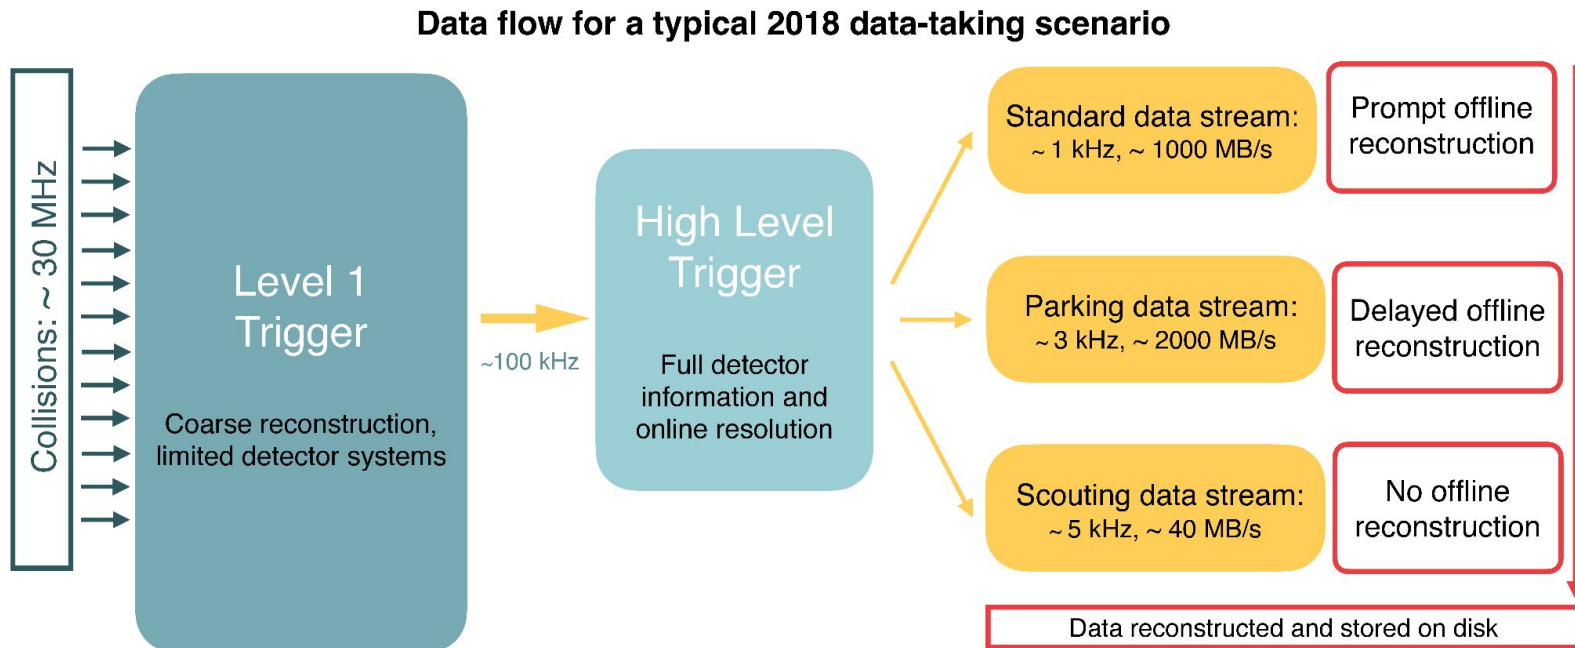 Data flow for a typical 2018 data-taking scenario
Collisions: ~ 30 MHz
Level 1
Trigger
Coarse reconstruction,
limited detector systems
~100 kHz
High Level
Trigger
Full detector
information and
online resolution
Standard data stream:
~ 1 kHz, ~ 1000 MB/s
Prompt offline
reconstruction
Parking data stream:
~ 3 kHz, ~ 2000 MB/s
Delayed offline
reconstruction
Scouting data stream:
~ 5 kHz, ~ 40 MB/s
No offline
reconstruction
Data reconstructed and stored on disk